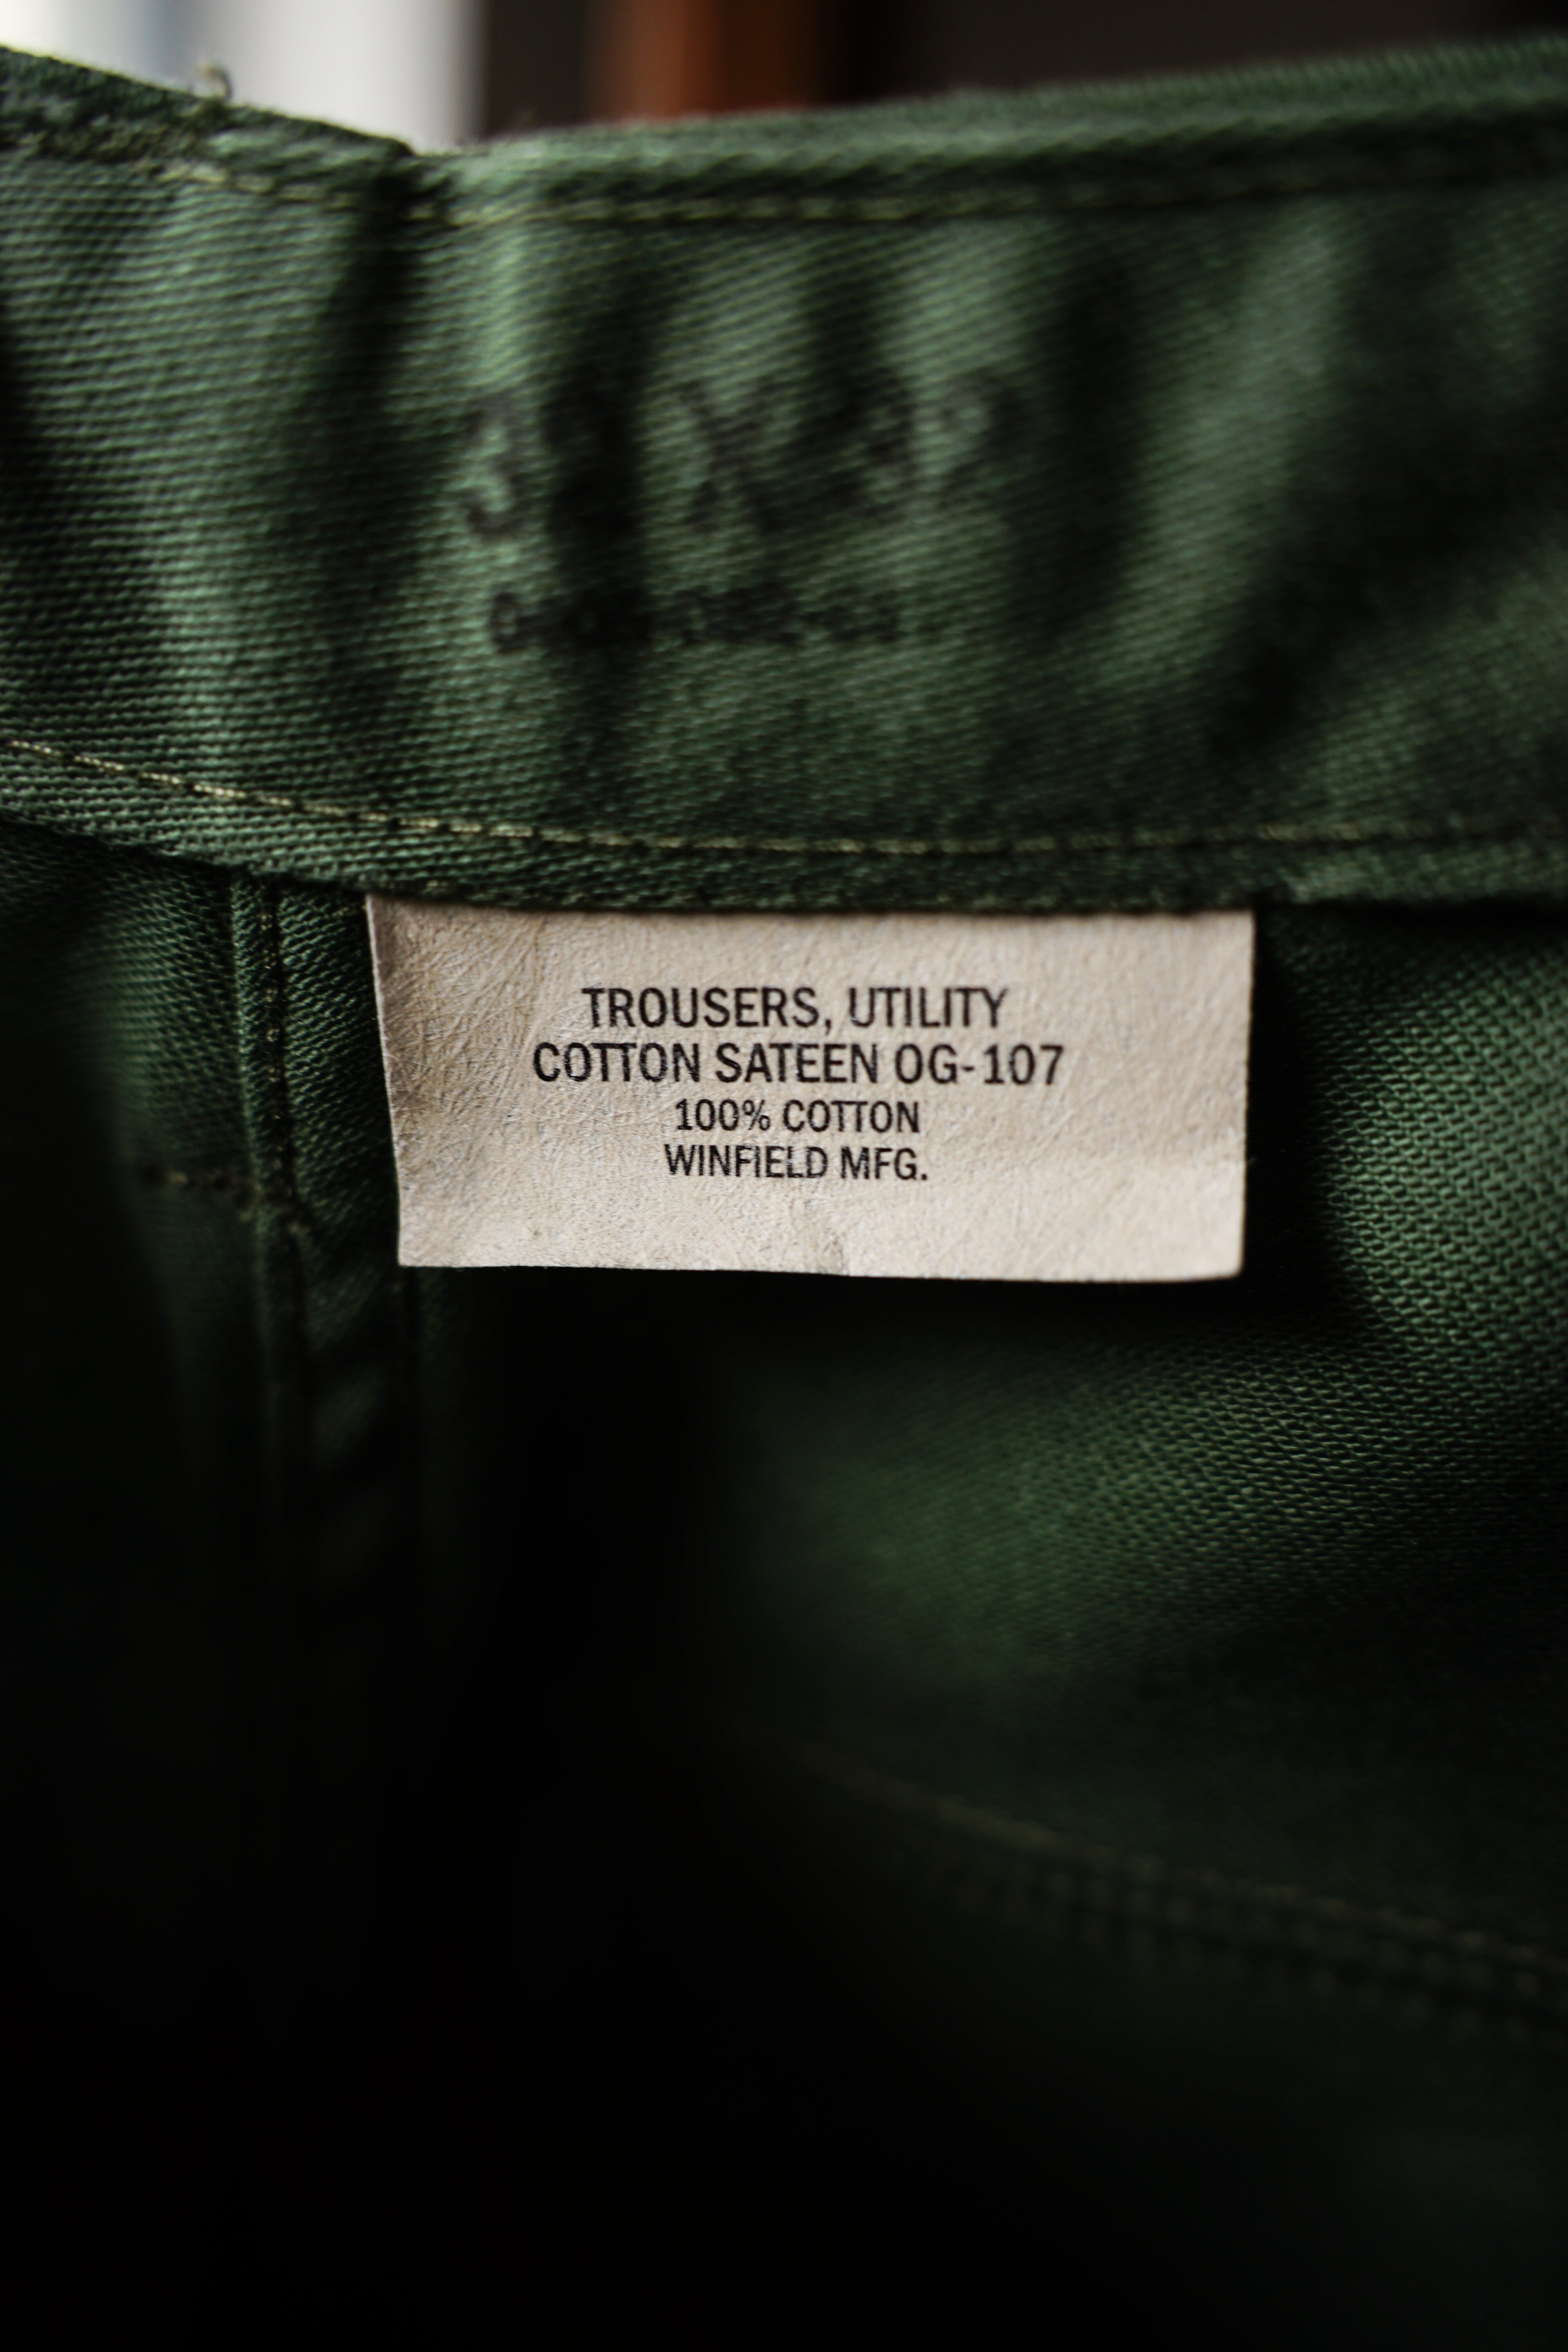 TROUSERS, UTILITY
COTTON SATEEN OG-107
100% COTTON
WINFIELD MFG.